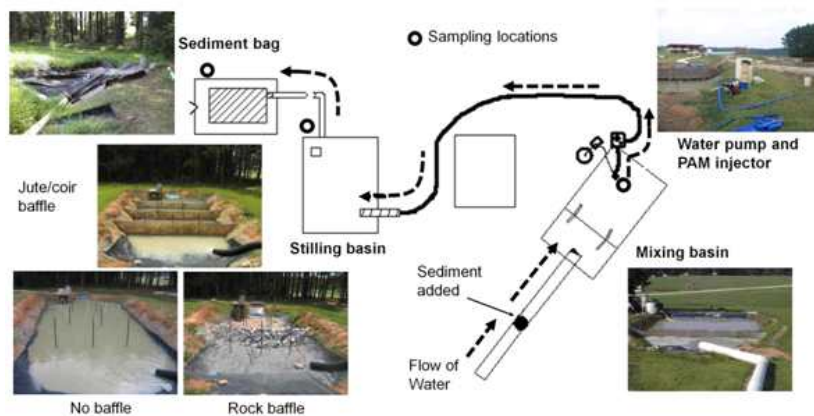 Sediment bag
Sampling locations
Water pump and
PAM injector
Jute/coir
baffle
Stilling basin
Mixing basin
Sediment
added
Flow of
Water
No baffle
Rock baffle